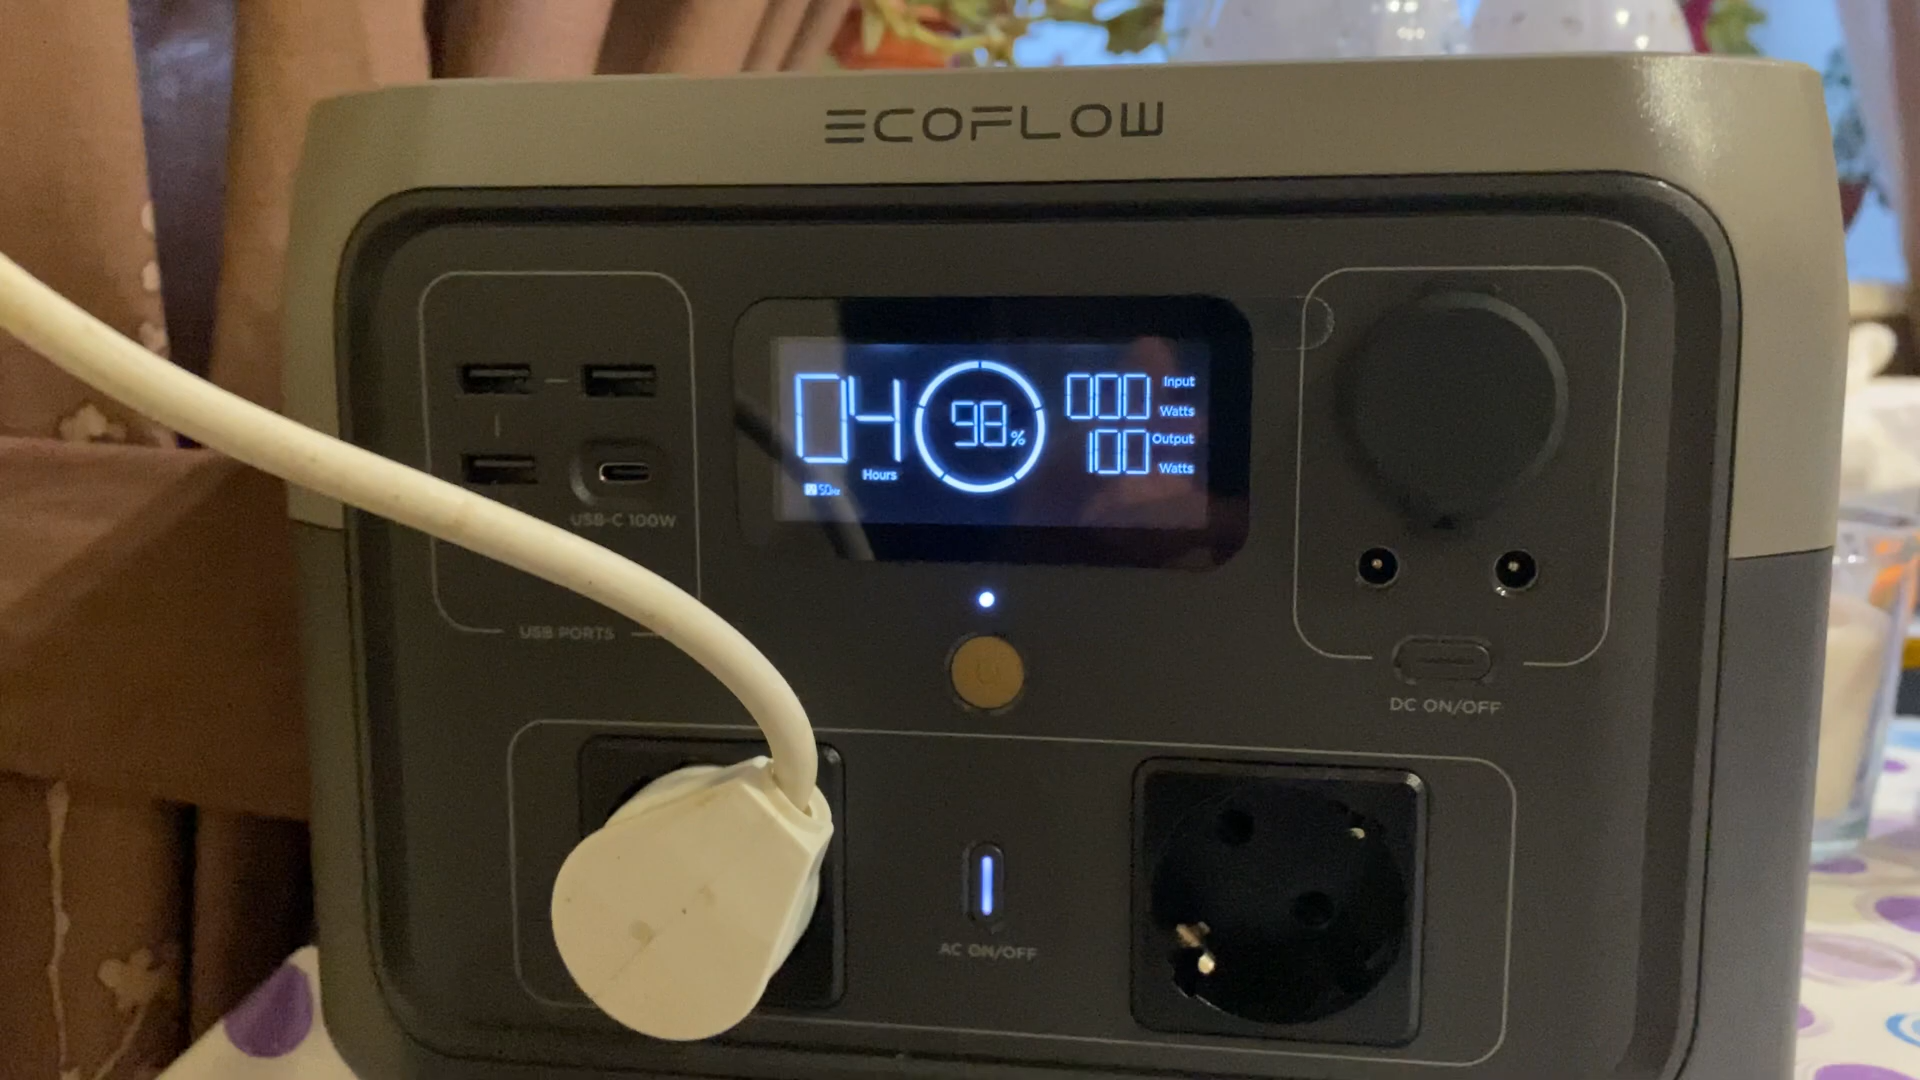 ECOFLOW
04
Hours
50Hz
98%
000 Input Watts
100 Output Watts
USB-C 100W
USB PORTS
DC ON/OFF
AC ON/OFF